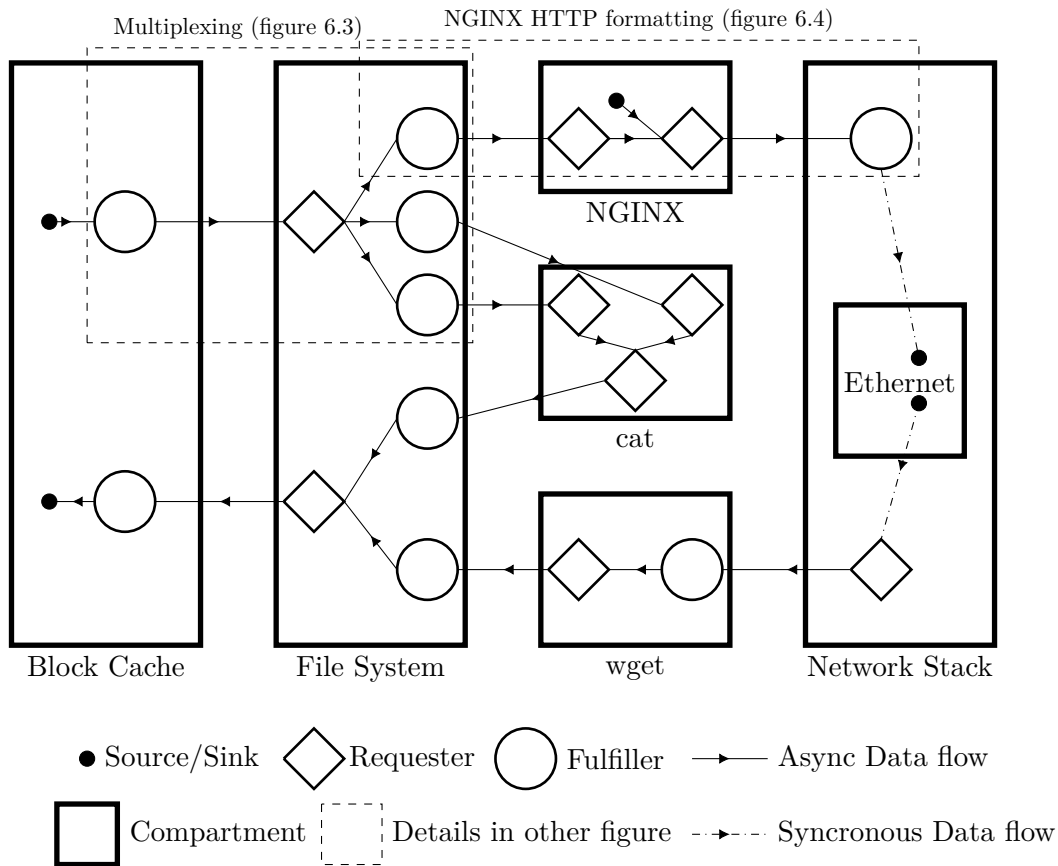 NGINX HTTP formatting (figure 6.4)
Multiplexing (figure 6.3)
NGINX
Ethernet
cat
Block Cache
File System
wget
Network Stack
Source/Sink
Requester
Fulfiller
Async Data flow
Compartment
Details in other figure
Syncronous Data flow